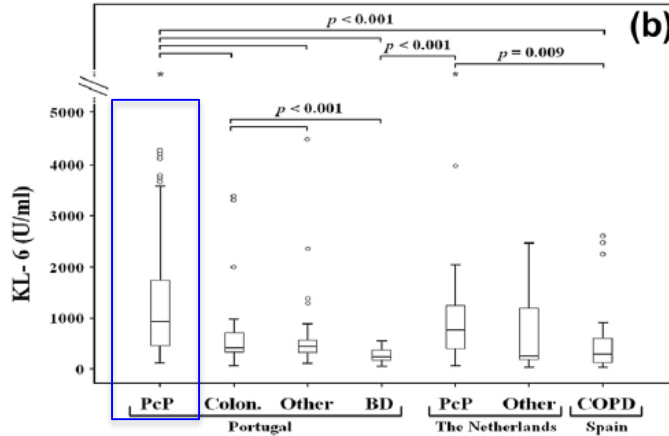 (b)
p < 0.001
p < 0.001
p = 0.009
*
*
p < 0.001
KL- 6 (U/ml)
5000
4000
3000
2000
1000
0
PcP Colon. Other BD PcP Other COPD
Portugal The Netherlands Spain